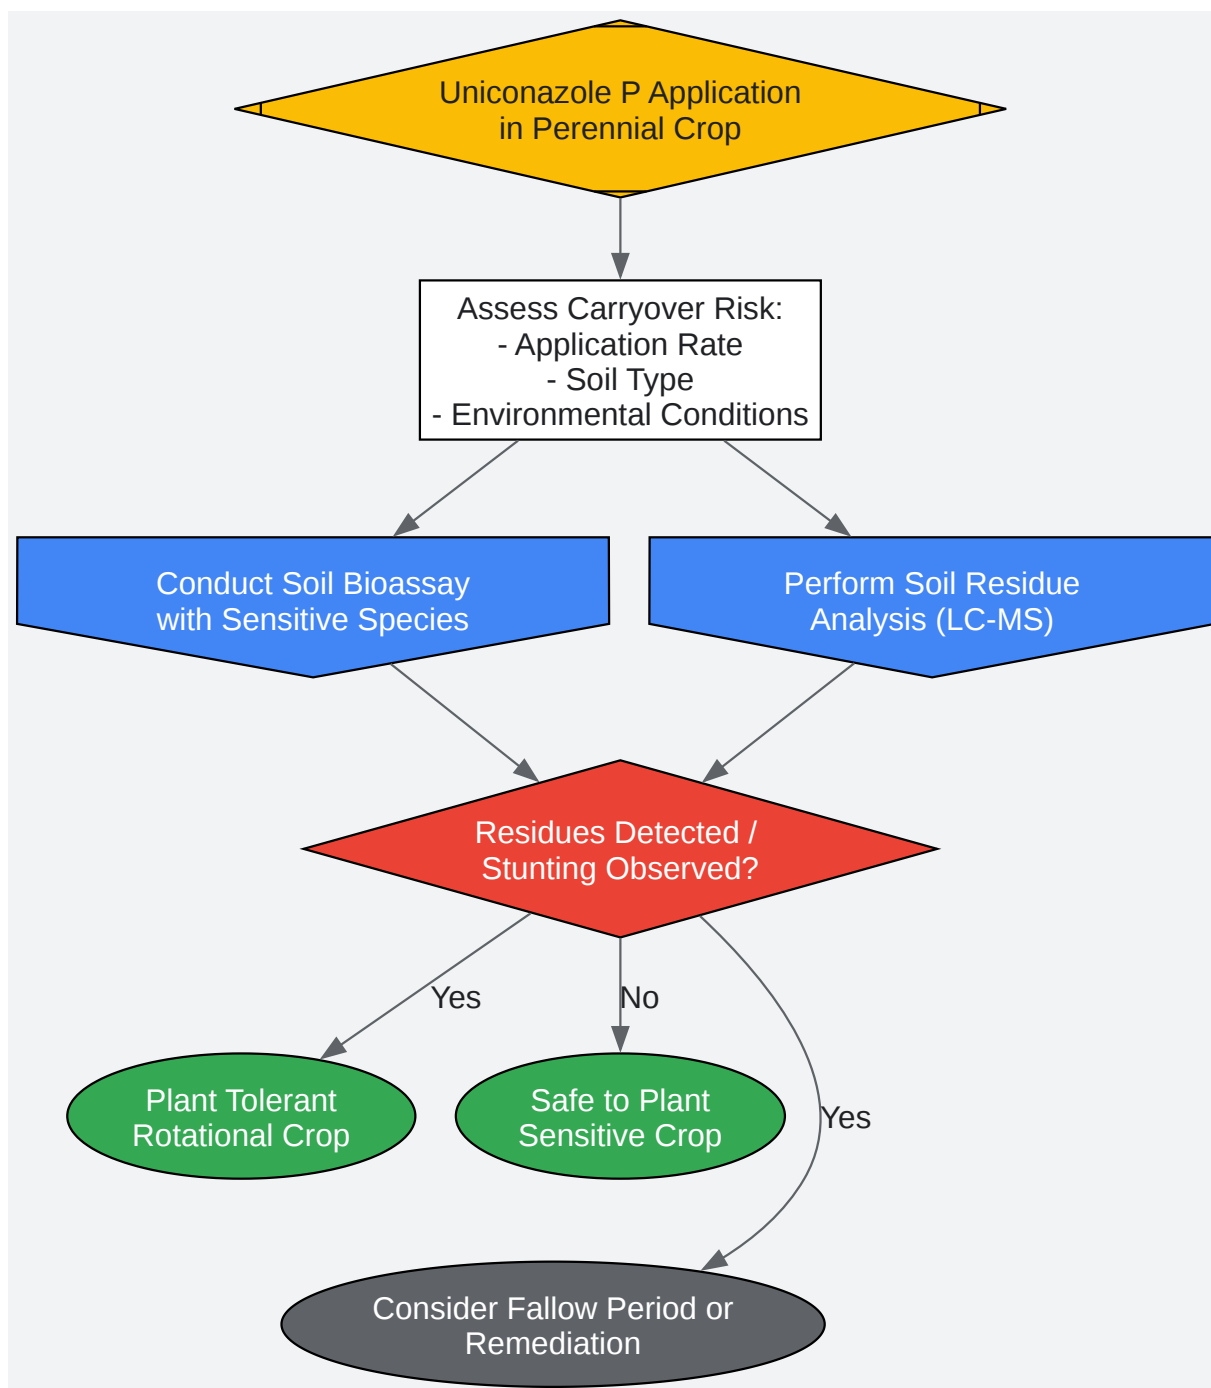 Uniconazole P Application
in Perennial Crop
Assess Carryover Risk:
- Application Rate
- Soil Type
- Environmental Conditions
Conduct Soil Bioassay
with Sensitive Species
Perform Soil Residue
Analysis (LC-MS)
Residues Detected /
Stunting Observed?
Yes
No
Yes
Plant Tolerant
Rotational Crop
Safe to Plant
Sensitive Crop
Consider Fallow Period or
Remediation